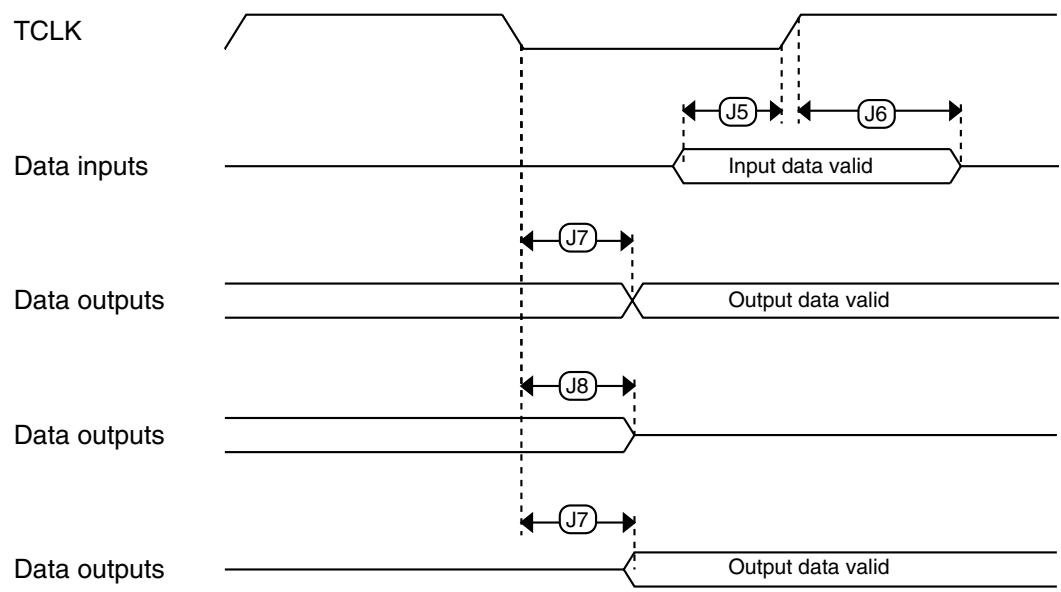 TCLK
J5
J6
Data inputs
Input data valid
J7
Data outputs
Output data valid
J8
Data outputs
J7
Data outputs
Output data valid